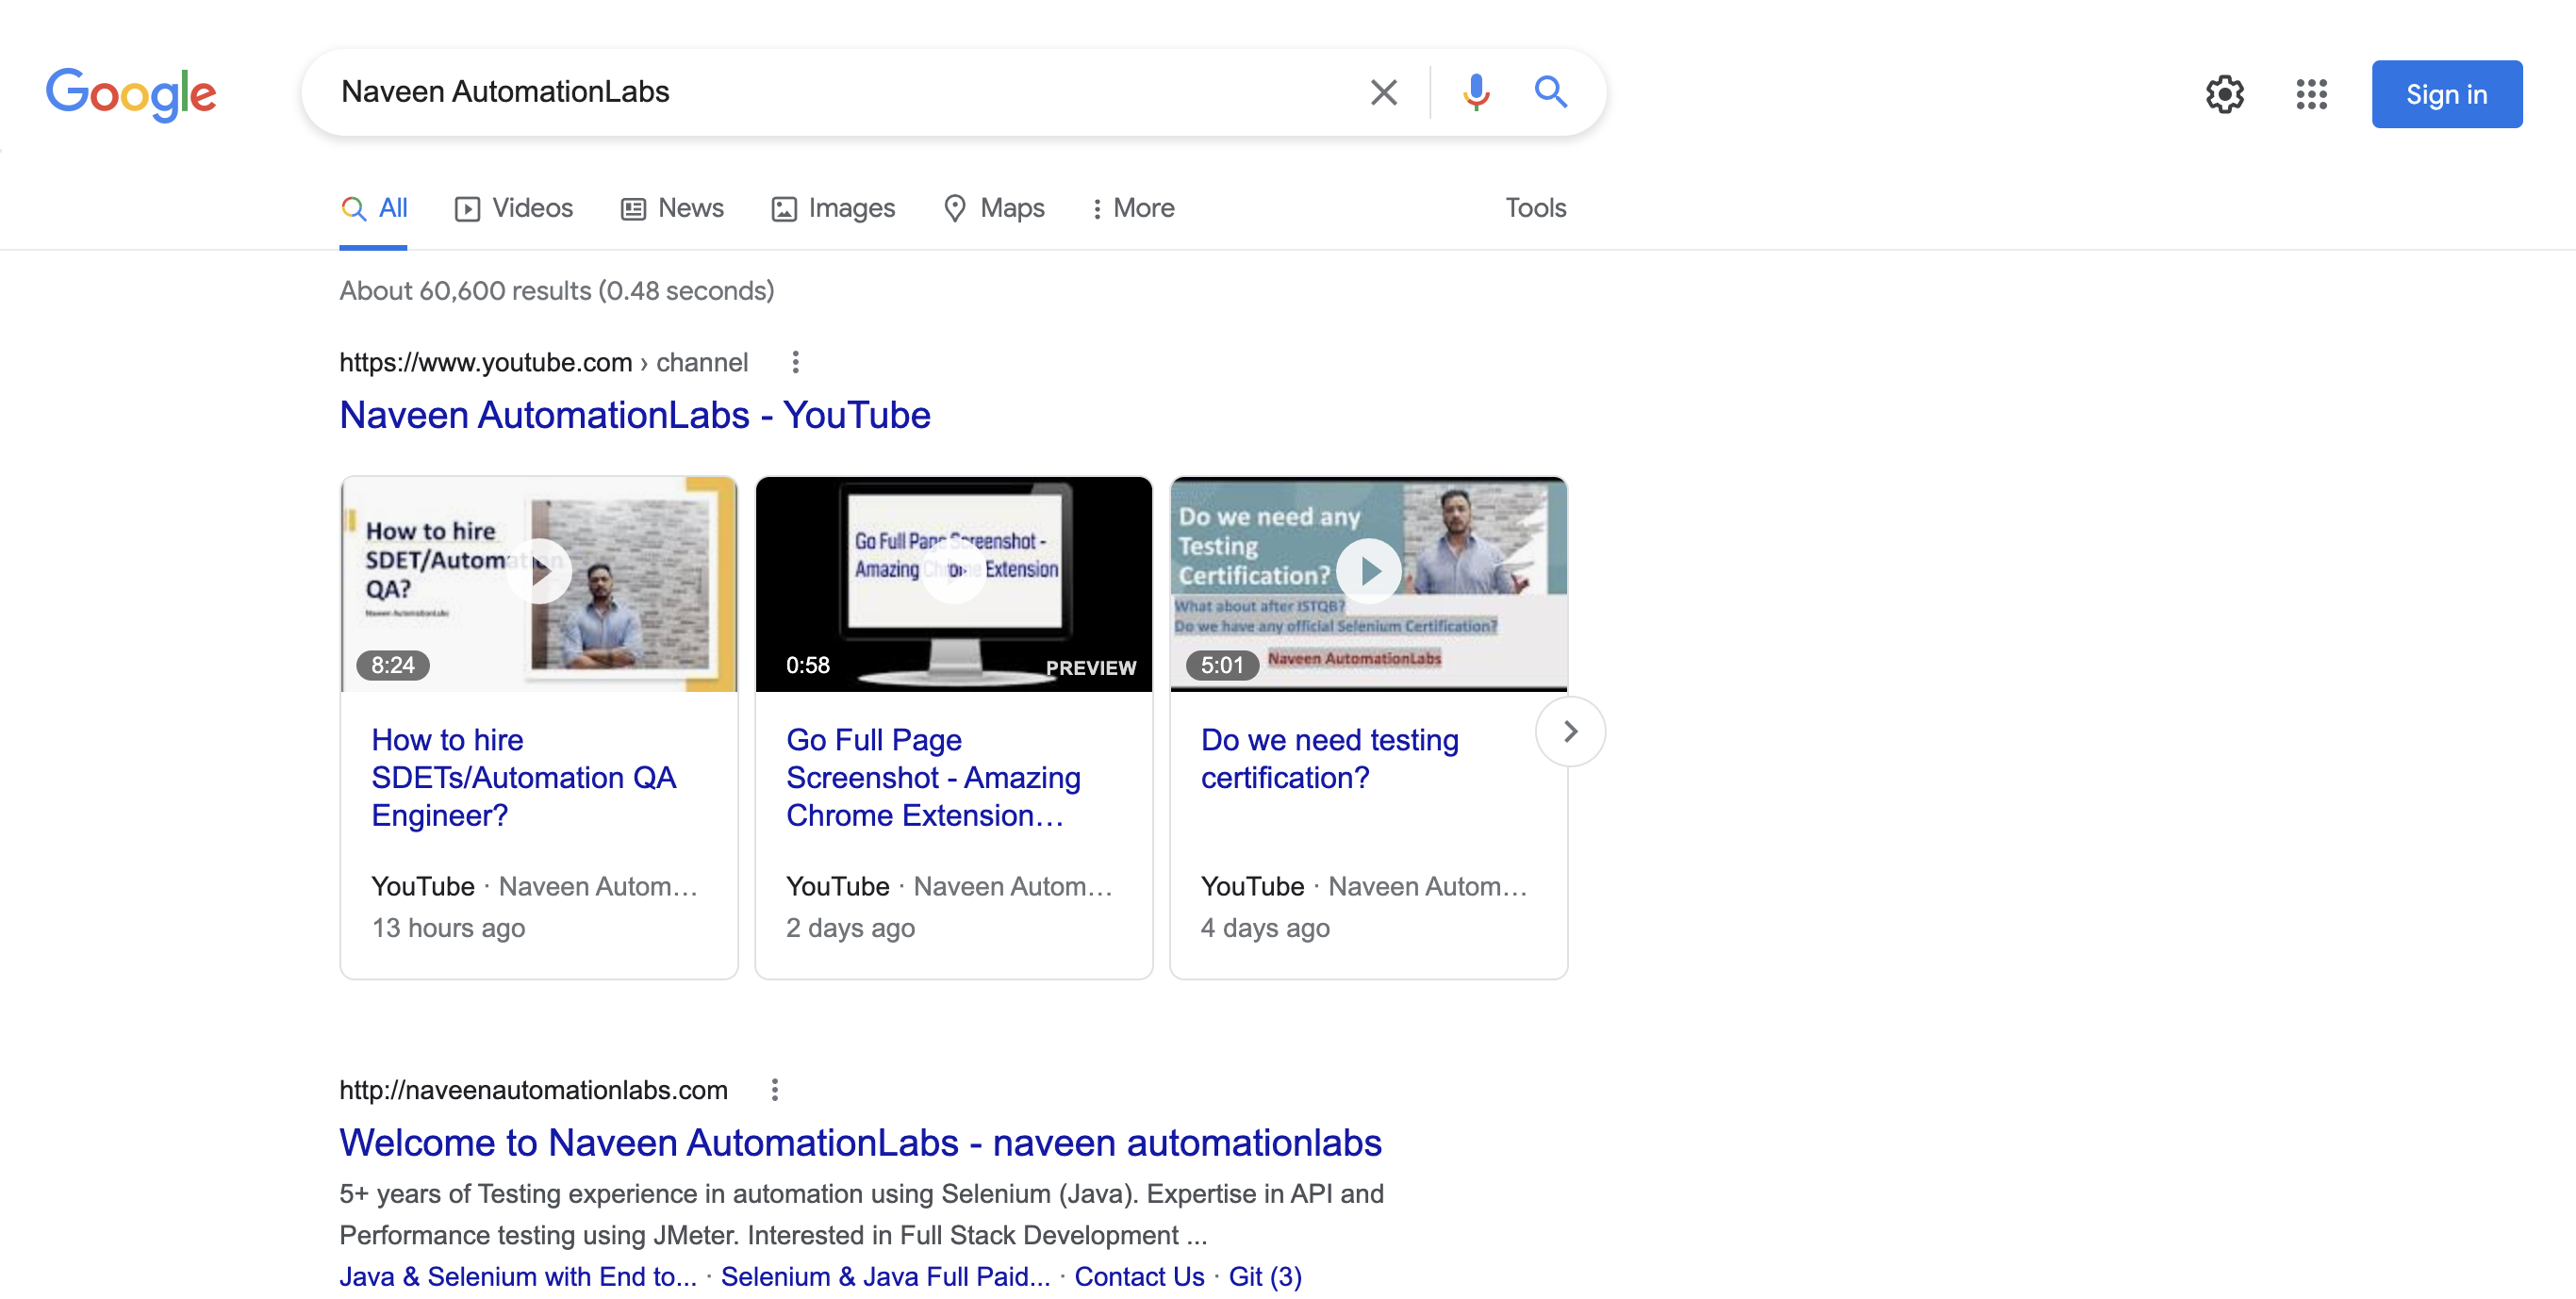 Google
Naveen AutomationLabs
Sign in
All
Videos
News
Images
Maps
More
Tools
About 60,600 results (0.48 seconds)
https://www.youtube.com › channel
Naveen AutomationLabs - YouTube
How to hire
SDET/Automation
QA?
Naveen AutomationLabs
8:24
Go Full Page Screenshot -
Amazing Chrome Extension
0:58
PREVIEW
Do we need any
Testing
Certification?
What about after ISTQB?
Do we have any official Selenium Certification?
Naveen AutomationLabs
5:01
How to hire
SDETs/Automation QA
Engineer?
YouTube · Naveen Autom...
13 hours ago
Go Full Page
Screenshot - Amazing
Chrome Extension...
YouTube · Naveen Autom...
2 days ago
Do we need testing
certification?
YouTube · Naveen Autom...
4 days ago
http://naveenautomationlabs.com
Welcome to Naveen AutomationLabs - naveen automationlabs
5+ years of Testing experience in automation using Selenium (Java). Expertise in API and
Performance testing using JMeter. Interested in Full Stack Development ...
Java & Selenium with End to... · Selenium & Java Full Paid... · Contact Us · Git (3)